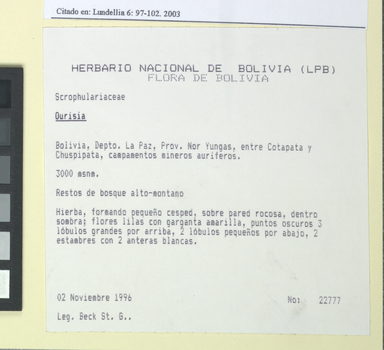 Citado en: Lundellia 6: 97-102. 2003
HERBARIO NACIONAL DE BOLIVIA (LPB)
FLORA DE BOLIVIA
Scrophulariaceae
Ourisia
Bolivia, Depto. La Paz, Prov. Nor Yungas, entre Cotapata y
Chuspipata, campamentos mineros auríferos.
3000 msnm.
Restos de bosque alto-montano
Hierba, formando pequeño cesped, sobre pared rocosa, dentro
sombra; flores lilas con garganta amarilla, puntos oscuros 3
lóbulos grandes por arriba, 2 lóbulos pequeños por abajo, 2
estambres con 2 anteras blancas.
02 Noviembre 1996 No: 22777
Leg. Beck St. G..